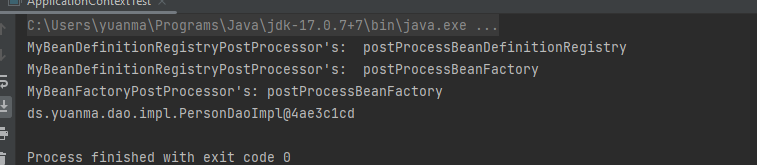 ApplicationContextTest
C:\Users\yuanma\Programs\Java\jdk-17.0.7+7\bin\java.exe ...
MyBeanDefinitionRegistryPostProcessor's:  postProcessBeanDefinitionRegistry
MyBeanDefinitionRegistryPostProcessor's:  postProcessBeanFactory
MyBeanFactoryPostProcessor's: postProcessBeanFactory
ds.yuanma.dao.impl.PersonDaoImpl@4ae3c1cd
Process finished with exit code 0